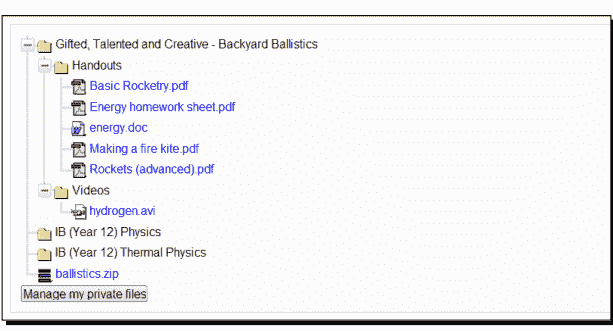 Gifted, Talented and Creative - Backyard Ballistics
Handouts
Basic Rocketry.pdf
Energy homework sheet.pdf
energy.doc
Making a fire kite.pdf
Rockets (advanced).pdf
Videos
hydrogen.avi
IB (Year 12) Physics
IB (Year 12) Thermal Physics
ballistics.zip
Manage my private files